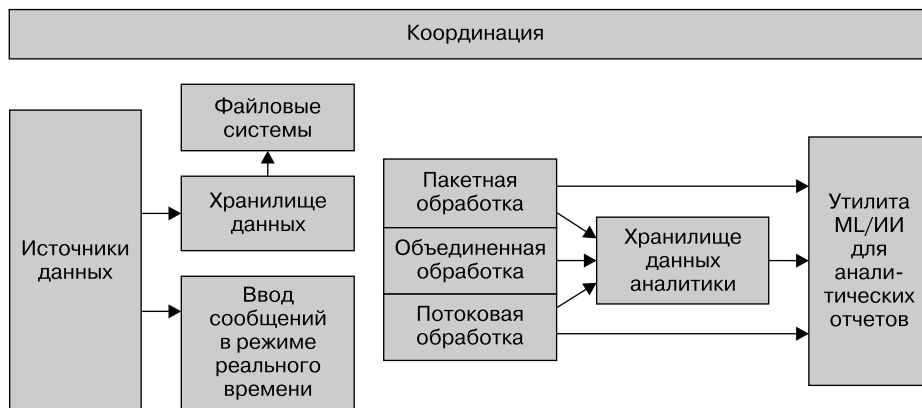 Координация
Файловые
системы
Источники
данных
Хранилище
данных
Ввод
сообщений
в режиме
реального
времени
Пакетная
обработка
Объединенная
обработка
Потоковая
обработка
Хранилище
данных
аналитики
Утилита
ML/ИИ
для
анали-
тических
отчетов